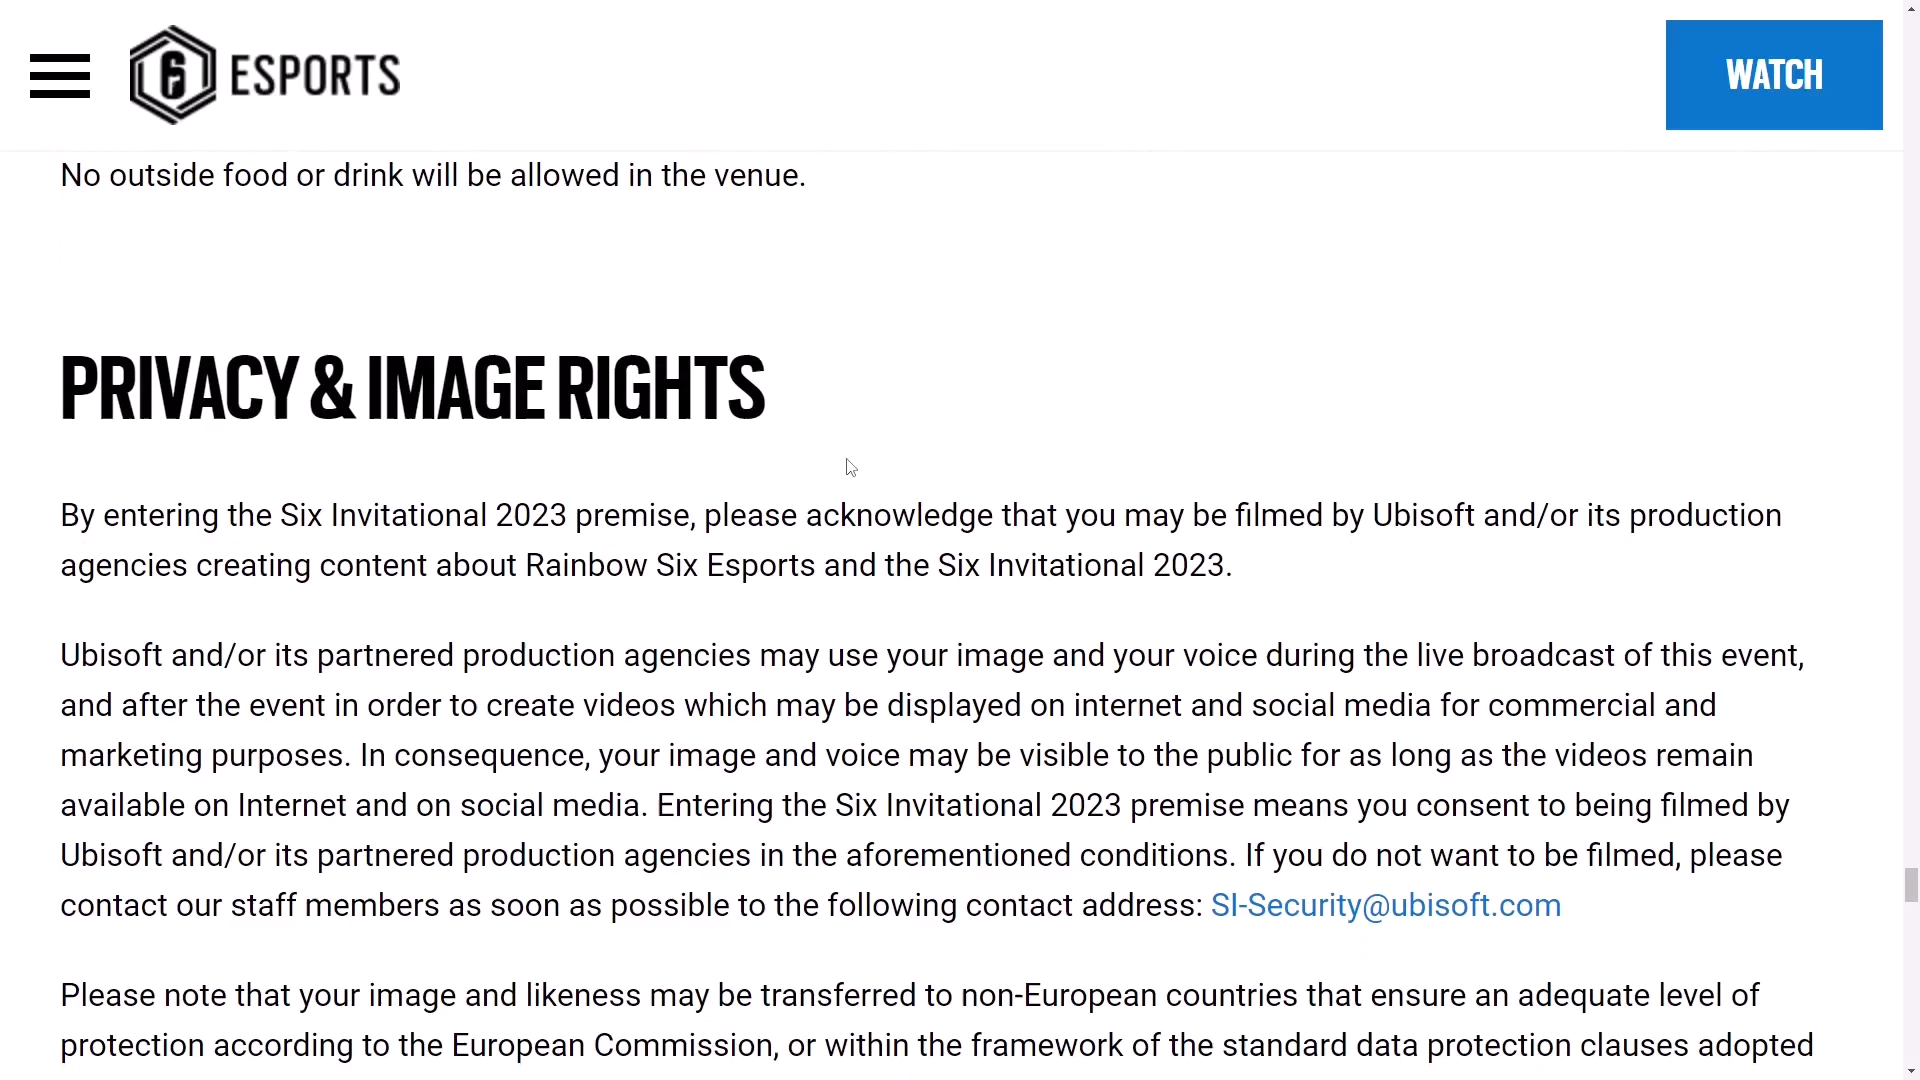 6 ESPORTS
WATCH
No outside food or drink will be allowed in the venue.
PRIVACY & IMAGE RIGHTS
By entering the Six Invitational 2023 premise, please acknowledge that you may be filmed by Ubisoft and/or its production
agencies creating content about Rainbow Six Esports and the Six Invitational 2023.
Ubisoft and/or its partnered production agencies may use your image and your voice during the live broadcast of this event,
and after the event in order to create videos which may be displayed on internet and social media for commercial and
marketing purposes. In consequence, your image and voice may be visible to the public for as long as the videos remain
available on Internet and on social media. Entering the Six Invitational 2023 premise means you consent to being filmed by
Ubisoft and/or its partnered production agencies in the aforementioned conditions. If you do not want to be filmed, please
contact our staff members as soon as possible to the following contact address: SI-Security@ubisoft.com
Please note that your image and likeness may be transferred to non-European countries that ensure an adequate level of
protection according to the European Commission, or within the framework of the standard data protection clauses adopted